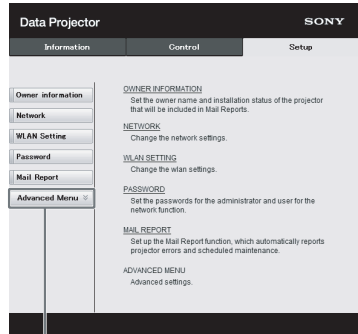 Data Projector
SONY
Information
Control
Setup
Owner information
Network
WLAN Setting
Password
Mail Report
Advanced Menu
OWNER INFORMATION
Set the owner name and installation status of the projector
that will be included in Mail Reports.
NETWORK
Change the network settings.
WLAN SETTING
Change the wlan settings.
PASSWORD
Set the passwords for the administrator and user for the
network function.
MAIL REPORT
Set up the Mail Report function, which automatically reports
projector errors and scheduled maintenance.
ADVANCED MENU
Advanced settings.